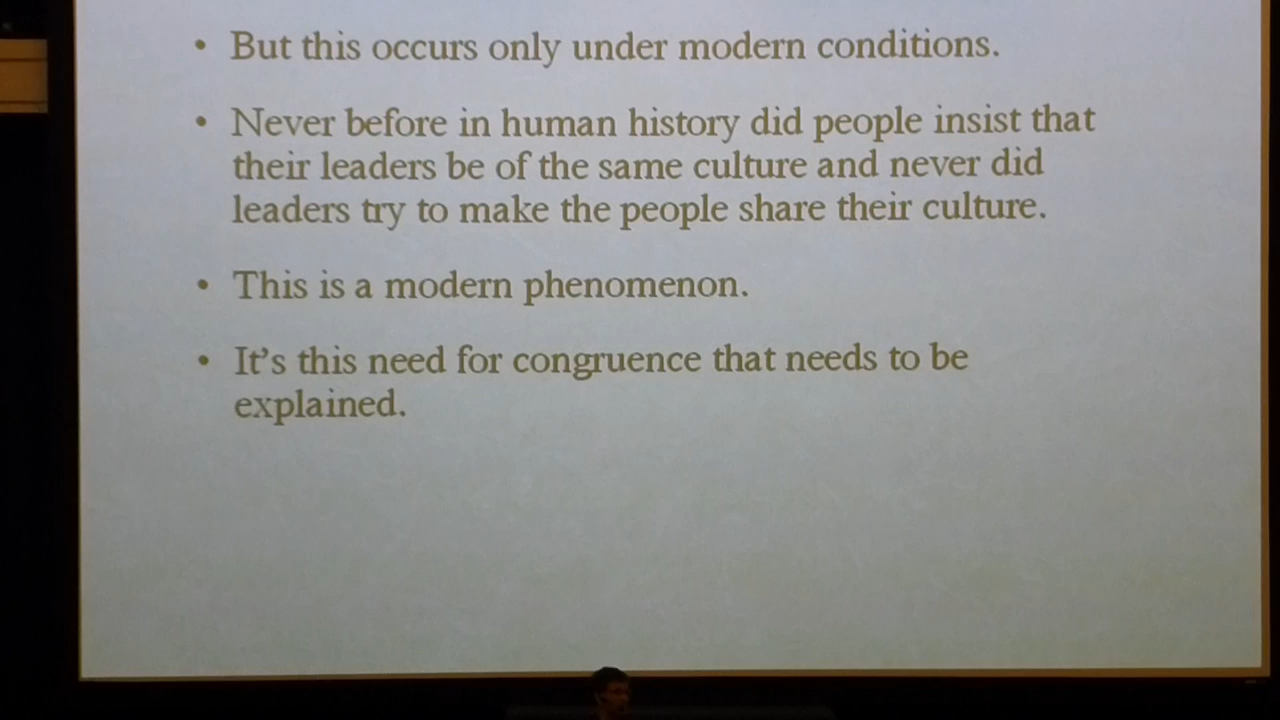 • But this occurs only under modern conditions.
• Never before in human history did people insist that
their leaders be of the same culture and never did
leaders try to make the people share their culture.
• This is a modern phenomenon.
• It's this need for congruence that needs to be
explained.